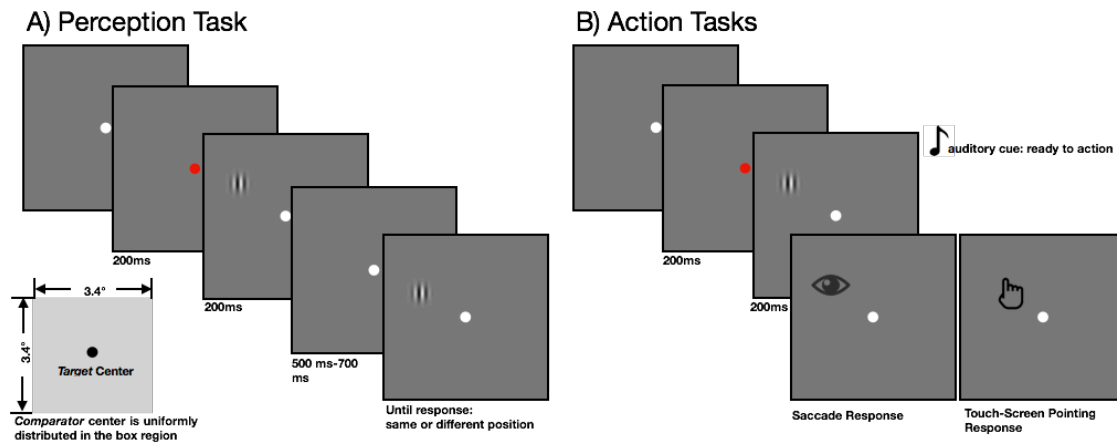 A) Perception Task
200ms
200ms
500 ms-700
ms
Until response:
same or different position
3.4°
3.4°
Target Center
Comparator center is uniformly
distributed in the box region
B) Action Tasks
auditory cue: ready to action
200ms
200ms
Saccade Response
Touch-Screen Pointing
Response